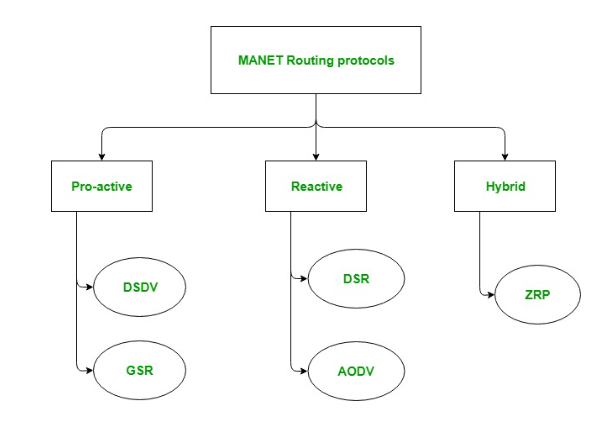 MANET Routing protocols
Pro-active
Reactive
Hybrid
DSDV
DSR
ZRP
GSR
AODV